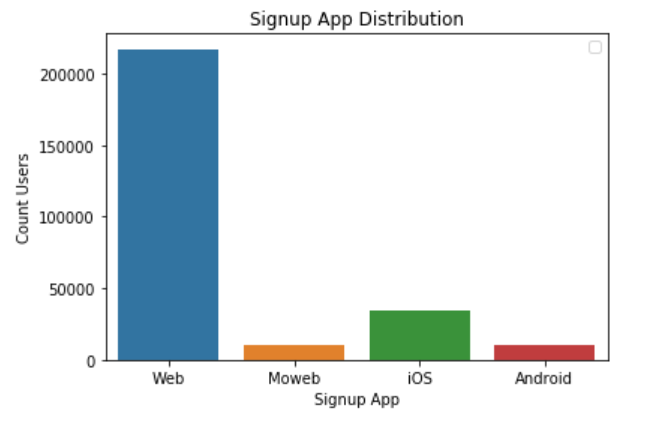 Signup App Distribution
200000
150000
100000
50000
0
Count Users
Web Moweb iOS Android
Signup App